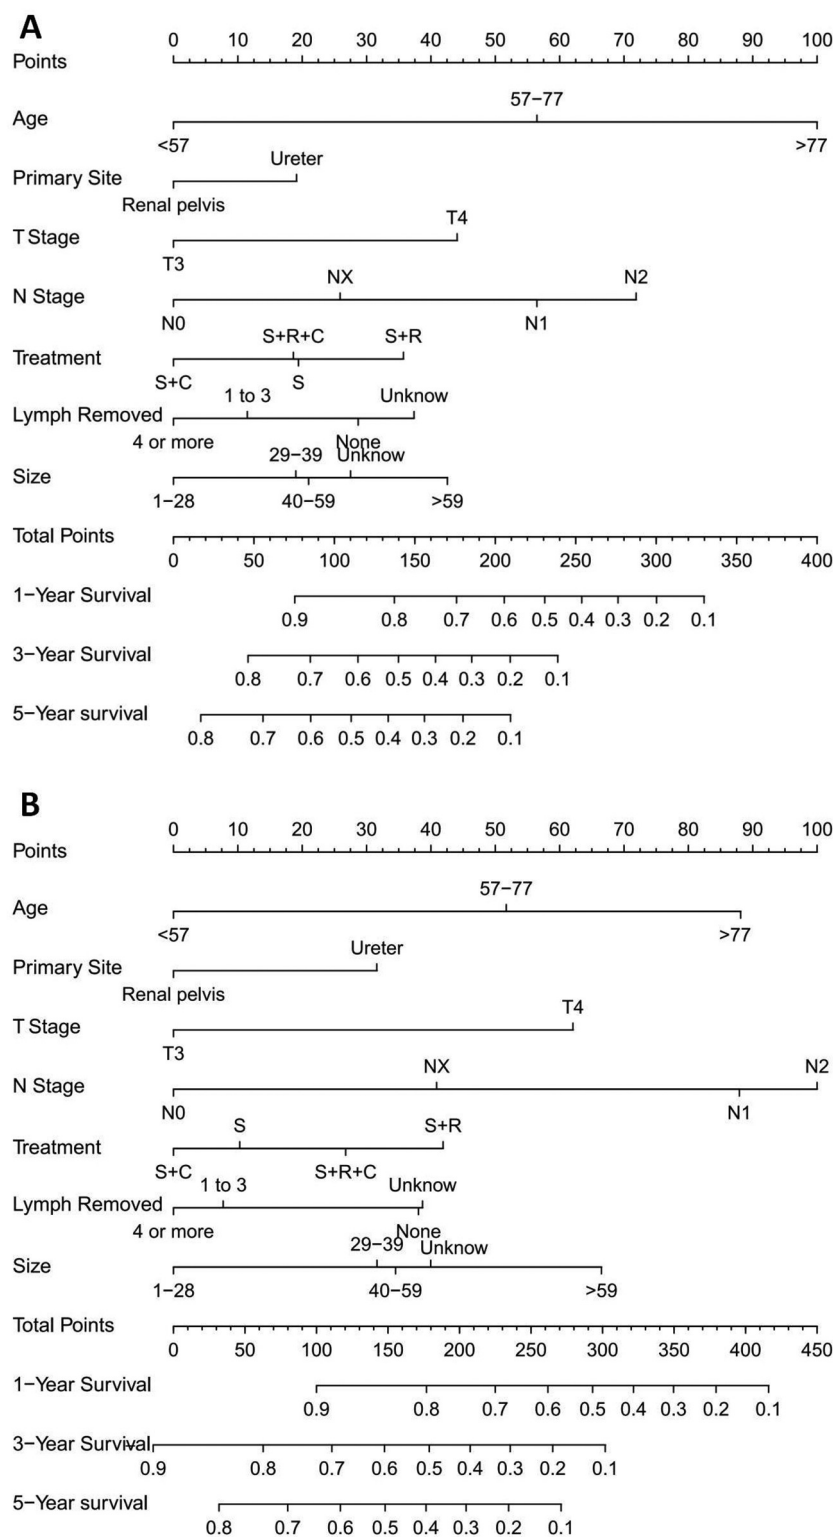 A
0 10 20 30 40 50 60 70 80 90 100
Points
57−77
Age
<57 >77
Ureter
Primary Site
Renal pelvis
T4
T Stage
T3
NX N2
N Stage
N0 N1
S+R+C S+R
Treatment
S+C S
1 to 3 Unknow
Lymph Removed
4 or more None
29−39 Unknow
Size
1−28 40−59 >59
Total Points
0 50 100 150 200 250 300 350 400
1−Year Survival
0.9 0.8 0.7 0.6 0.5 0.4 0.3 0.2 0.1
3−Year Survival
0.8 0.7 0.6 0.5 0.4 0.3 0.2 0.1
5−Year survival
0.8 0.7 0.6 0.5 0.4 0.3 0.2 0.1
B
0 10 20 30 40 50 60 70 80 90 100
Points
57−77
Age
<57 >77
Ureter
Primary Site
Renal pelvis
T4
T Stage
T3
NX N2
N Stage
N0 N1
S S+R
Treatment
S+C S+R+C
1 to 3 Unknow
Lymph Removed
4 or more None
29−39 Unknow
Size
1−28 40−59 >59
Total Points
0 50 100 150 200 250 300 350 400 450
1−Year Survival
0.9 0.8 0.7 0.6 0.5 0.4 0.3 0.2 0.1
3−Year Survival
0.9 0.8 0.7 0.6 0.5 0.4 0.3 0.2 0.1
5−Year survival
0.8 0.7 0.6 0.5 0.4 0.3 0.2 0.1